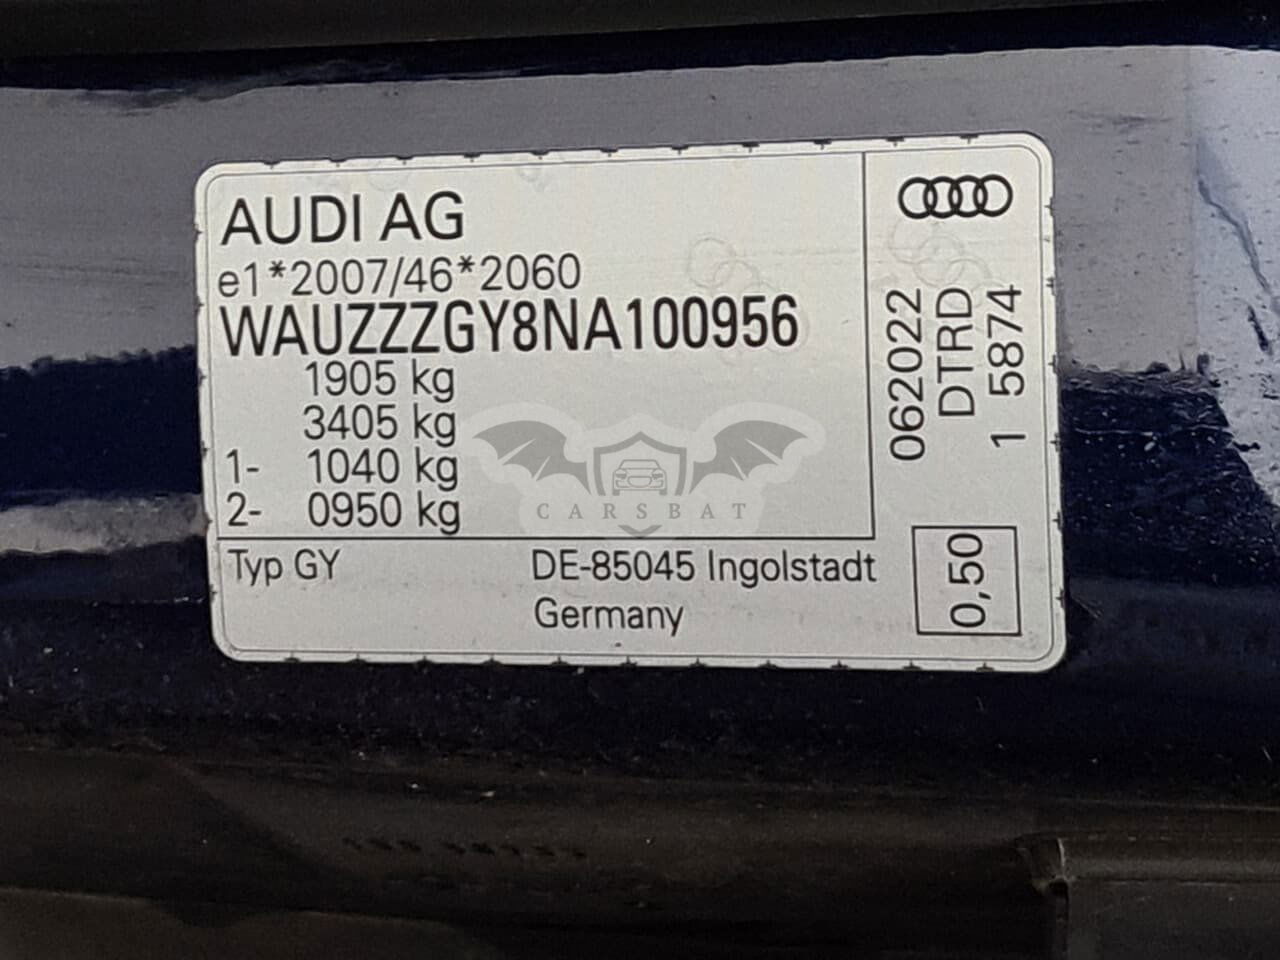 AUDI AG
e1*2007/46*2060
WAUZZZGY8NA100956
1905 kg
3405 kg
1- 1040 kg
2- 0950 kg
Typ GY
DE-85045 Ingolstadt
Germany
062022
DTRD
1 5874
0,50
CARSBAT